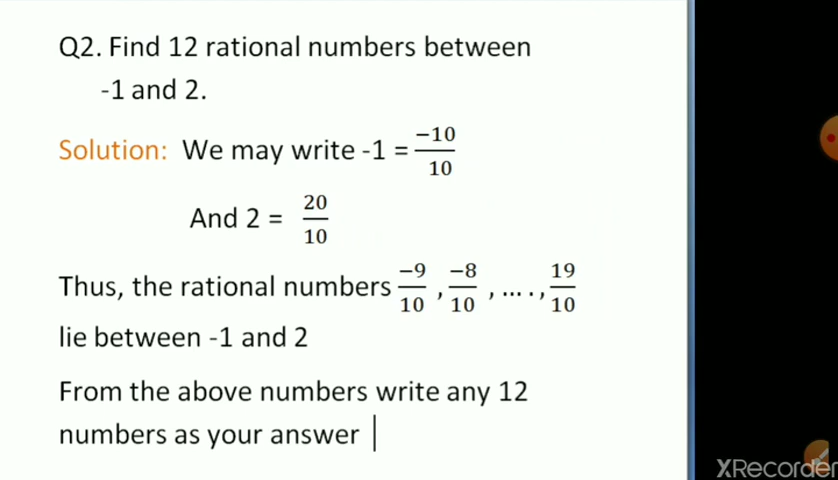 Q2. Find 12 rational numbers between
-1 and 2.
Solution: We may write -1 = −10/10
And 2 = 20/10
Thus, the rational numbers −9/10 , −8/10 , … . , 19/10
lie between -1 and 2
From the above numbers write any 12
numbers as your answer
XRecorder